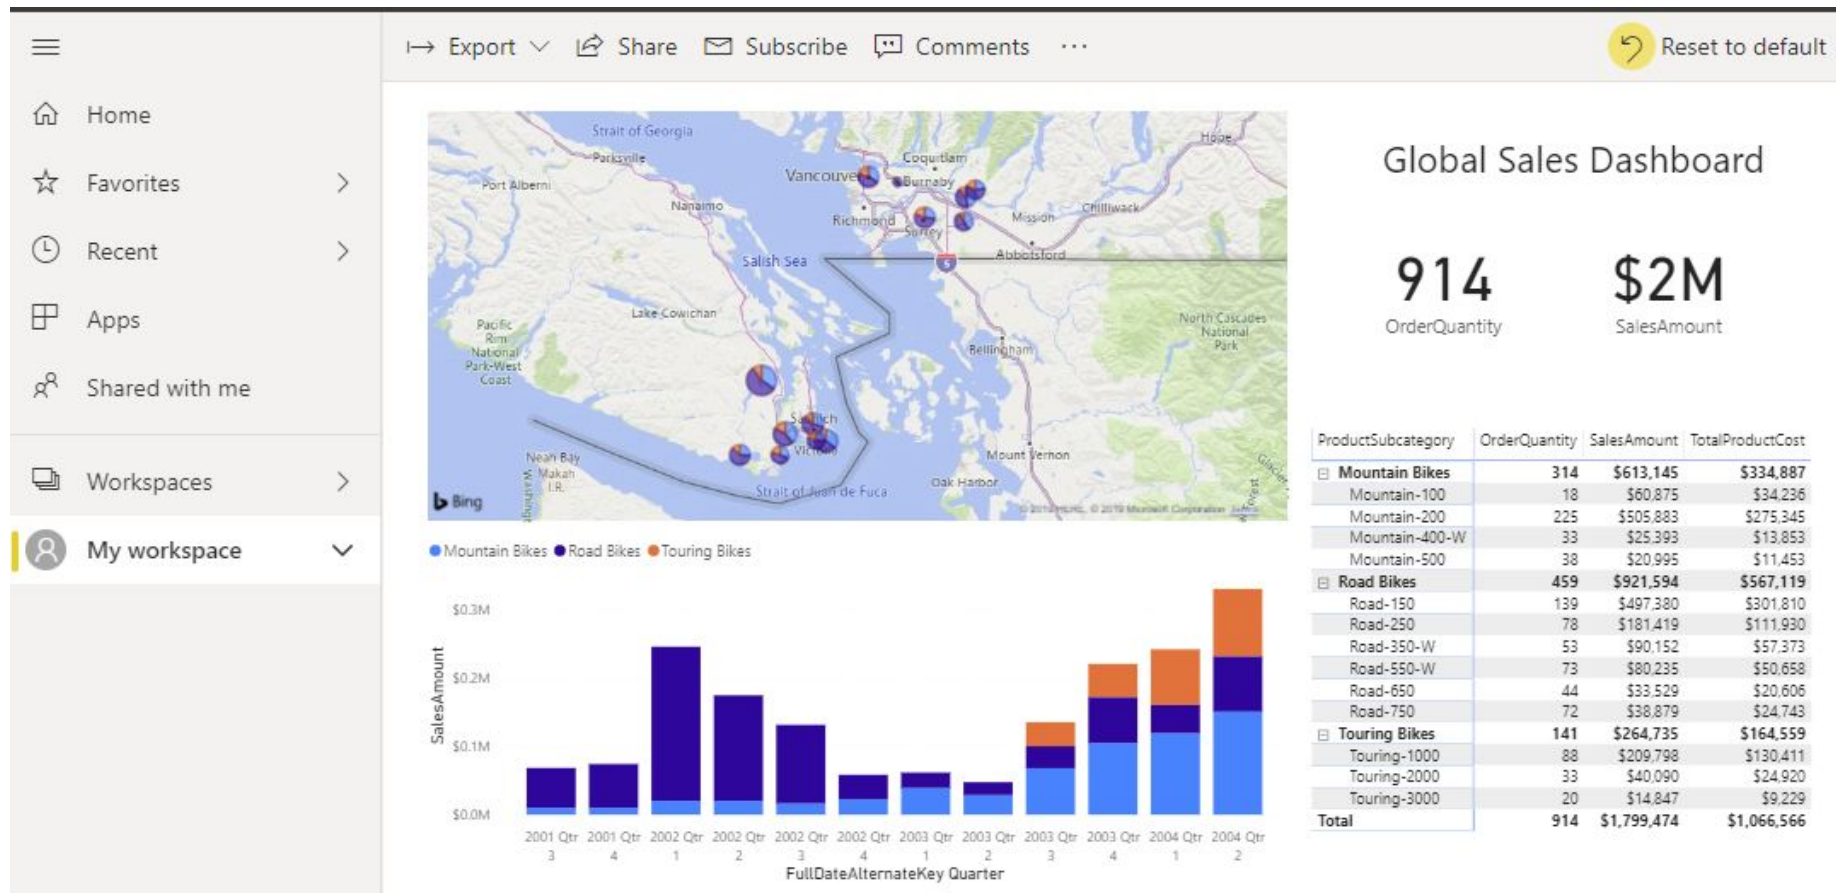 Export
Share
Subscribe
Comments
Reset to default
Home
Favorites
Recent
Apps
Shared with me
Workspaces
My workspace
Strait of Georgia
Parksville
Port Alberni
Nanaimo
Vancouver
Coquitlam
Burnaby
Hope
Richmond
Surrey
Mission
Chilliwack
Abbotsford
Salish Sea
5
Lake Cowichan
Pacific
Rim
National
Park-West
Coast
North Cascades
National
Park
Bellingham
Neah Bay
Makah
I.R.
Mount Vernon
Oak Harbor
Strait of Juan de Fuca
Bing
Global Sales Dashboard
914
OrderQuantity
$2M
SalesAmount
Mountain Bikes Road Bikes Touring Bikes
SalesAmount
$0.3M
$0.2M
$0.1M
$0.0M
2001 Qtr 2001 Qtr 2002 Qtr 2002 Qtr 2002 Qtr 2002 Qtr 2003 Qtr 2003 Qtr 2003 Qtr 2003 Qtr 2004 Qtr 2004 Qtr
3 4 1 2 3 4 1 2 3 4 1 2
FullDateAlternateKey Quarter
ProductSubcategory OrderQuantity SalesAmount TotalProductCost
Mountain Bikes 314 $613,145 $334,887
Mountain-100 18 $60,875 $34,236
Mountain-200 225 $505,883 $275,345
Mountain-400-W 33 $25,393 $13,853
Mountain-500 38 $20,995 $11,453
Road Bikes 459 $921,594 $567,119
Road-150 139 $497,380 $301,810
Road-250 78 $181,419 $111,930
Road-350-W 53 $90,152 $57,373
Road-550-W 73 $80,235 $50,658
Road-650 44 $33,529 $20,606
Road-750 72 $38,879 $24,743
Touring Bikes 141 $264,735 $164,559
Touring-1000 88 $209,798 $130,411
Touring-2000 33 $40,090 $24,920
Touring-3000 20 $14,847 $9,229
Total 914 $1,799,474 $1,066,566